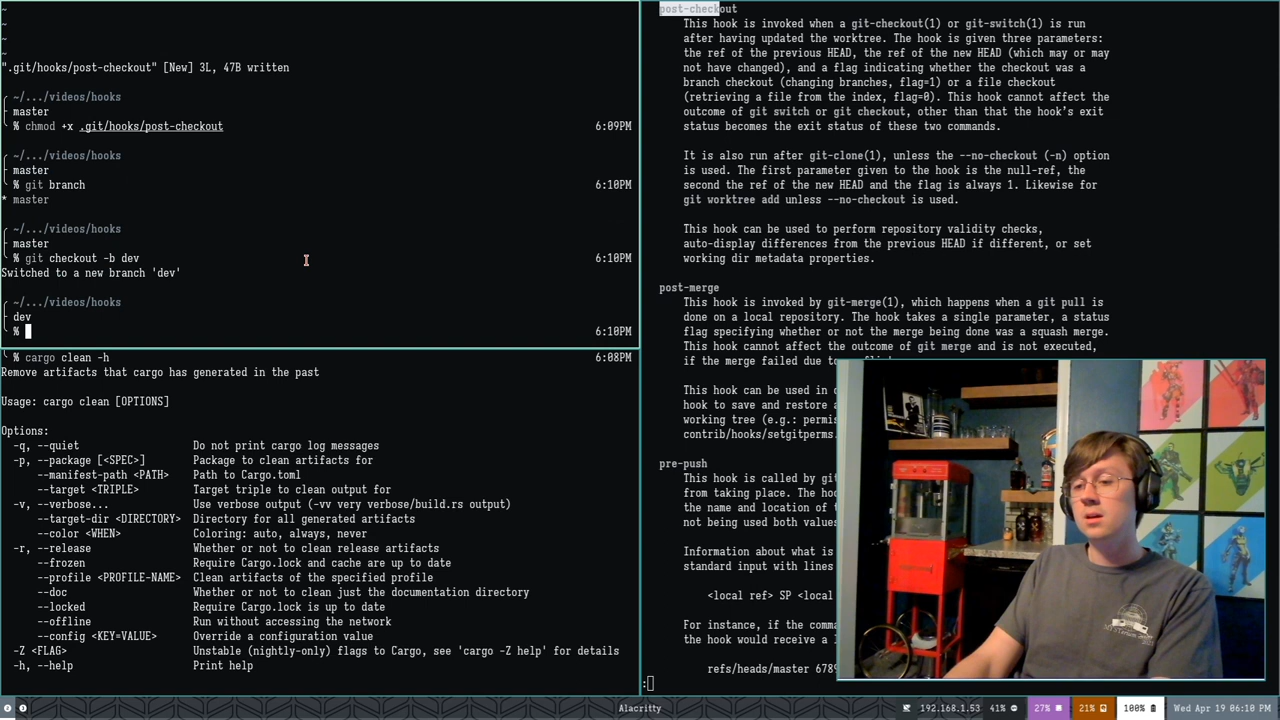 ~
~
~
~
".git/hooks/post-checkout" [New] 3L, 47B written
~/.../videos/hooks
master
% chmod +x .git/hooks/post-checkout 6:09PM
~/.../videos/hooks
master
% git branch 6:10PM
* master
~/.../videos/hooks
master
% git checkout -b dev 6:10PM
Switched to a new branch 'dev'
~/.../videos/hooks
dev
% 6:10PM
% cargo clean -h 6:08PM
Remove artifacts that cargo has generated in the past
Usage: cargo clean [OPTIONS]
Options:
-q, --quiet Do not print cargo log messages
-p, --package [<SPEC>] Package to clean artifacts for
--manifest-path <PATH> Path to Cargo.toml
--target <TRIPLE> Target triple to clean output for
-v, --verbose... Use verbose output (-vv very verbose/build.rs output)
--target-dir <DIRECTORY> Directory for all generated artifacts
--color <WHEN> Coloring: auto, always, never
-r, --release Whether or not to clean release artifacts
--frozen Require Cargo.lock and cache are up to date
--profile <PROFILE-NAME> Clean artifacts of the specified profile
--doc Whether or not to clean just the documentation directory
--locked Require Cargo.lock is up to date
--offline Run without accessing the network
--config <KEY=VALUE> Override a configuration value
-Z <FLAG> Unstable (nightly-only) flags to Cargo, see 'cargo -Z help' for details
-h, --help Print help
post-checkout
This hook is invoked when a git-checkout(1) or git-switch(1) is run
after having updated the worktree. The hook is given three parameters:
the ref of the previous HEAD, the ref of the new HEAD (which may or may
not have changed), and a flag indicating whether the checkout was a
branch checkout (changing branches, flag=1) or a file checkout
(retrieving a file from the index, flag=0). This hook cannot affect the
outcome of git switch or git checkout, other than that the hook's exit
status becomes the exit status of these two commands.
It is also run after git-clone(1), unless the --no-checkout (-n) option
is used. The first parameter given to the hook is the null-ref, the
second the ref of the new HEAD and the flag is always 1. Likewise for
git worktree add unless --no-checkout is used.
This hook can be used to perform repository validity checks,
auto-display differences from the previous HEAD if different, or set
working dir metadata properties.
post-merge
This hook is invoked by git-merge(1), which happens when a git pull is
done on a local repository. The hook takes a single parameter, a status
flag specifying whether or not the merge being done was a squash merge.
This hook cannot affect the outcome of git merge and is not executed,
if the merge failed due to
This hook can be used in c
hook to save and restore a
working tree (e.g.: permis
contrib/hooks/setgitperms.
pre-push
This hook is called by git
from taking place. The hoo
the name and location of t
not being used both values
Information about what is
standard input with lines
<local ref> SP <local
For instance, if the comma
the hook would receive a l
refs/heads/master 6789
:
Alacritty 192.168.1.53 41% 27% 21% 100% Wed Apr 19 06:10 PM